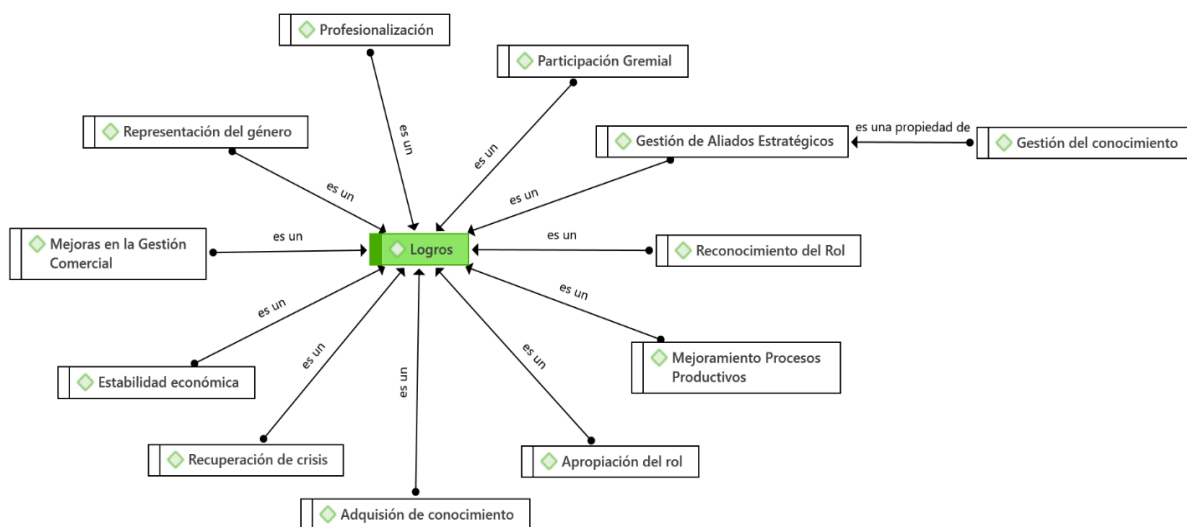 Profesionalización
Participación Gremial
es un
es un
Representación del género
Gestión de Aliados Estratégicos
es una propiedad de
Gestión del conocimiento
es un
es un
Mejoras en la Gestión
Comercial
es un
Logros
es un
Reconocimiento del Rol
es un
es un
Estabilidad económica
es un
es un
es un
Mejoramiento Procesos
Productivos
Recuperación de crisis
Apropiación del rol
Adquisión de conocimiento